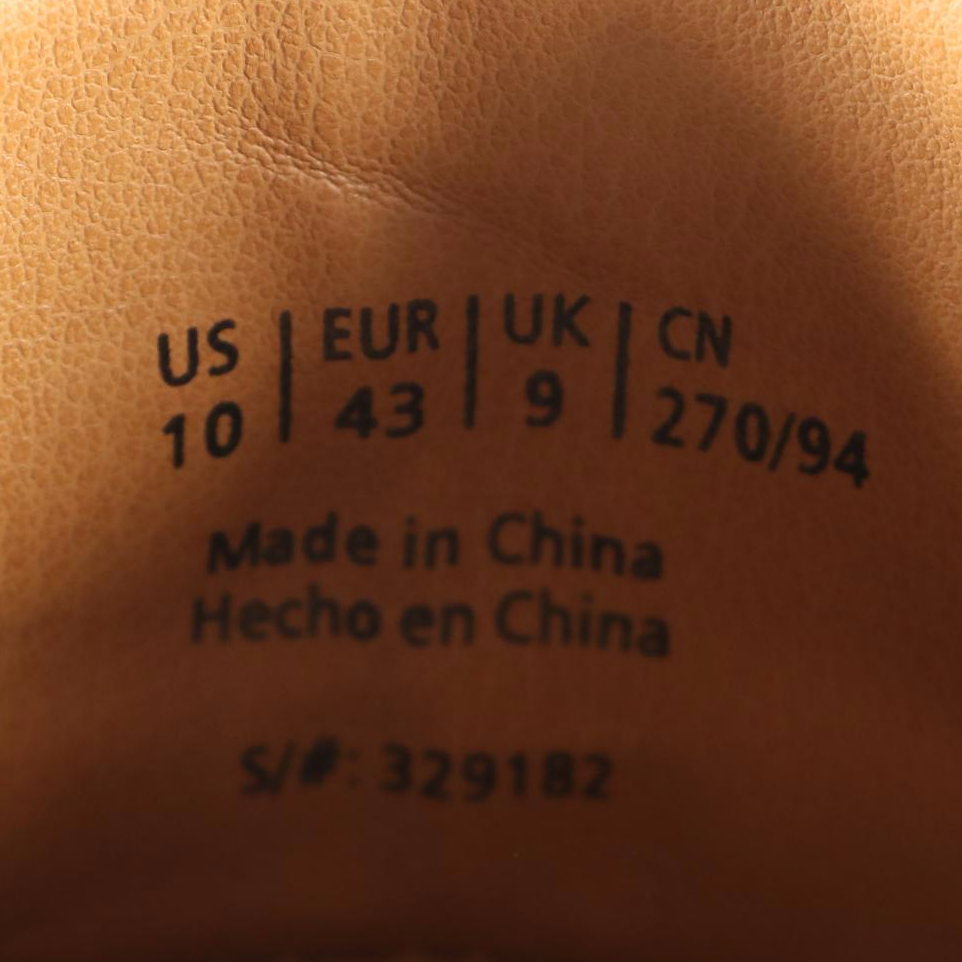 US | EUR | UK | CN
10 | 43 | 9 | 270/94
Made in China
Hecho en China
S/#: 329182